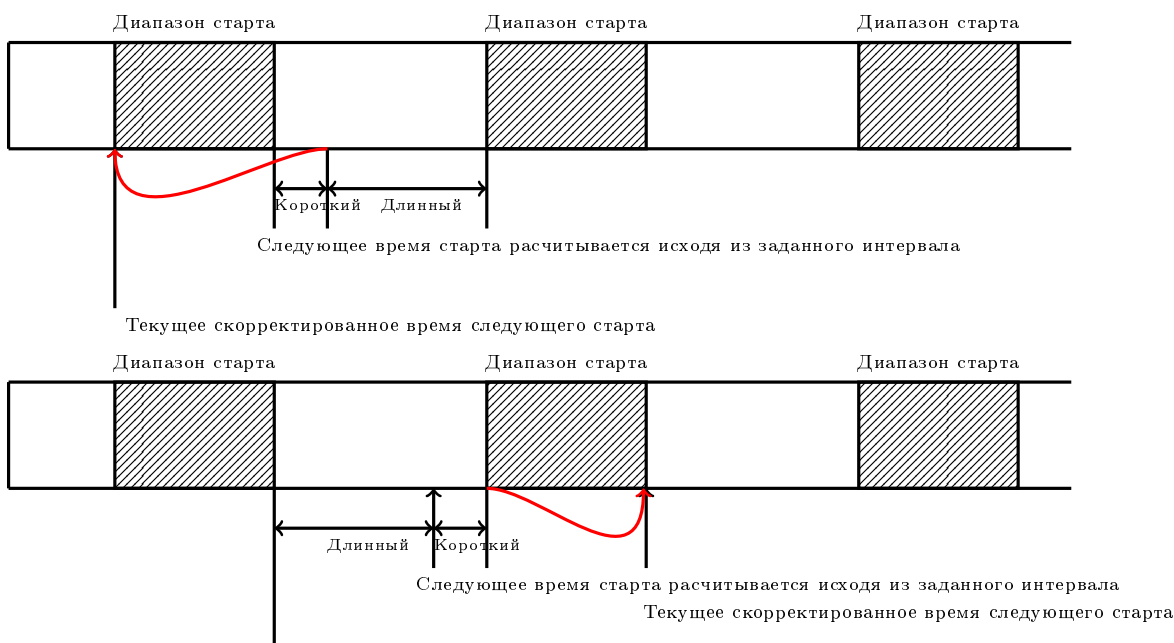 Диапазон старта Диапазон старта Диапазон старта
Короткий Длинный
Следующее время старта расчитывается исходя из заданного интервала
Текущее скорректированное время следующего старта
Диапазон старта Диапазон старта Диапазон старта
Длинный Короткий
Следующее время старта расчитывается исходя из заданного интервала
Текущее скорректированное время следующего старта